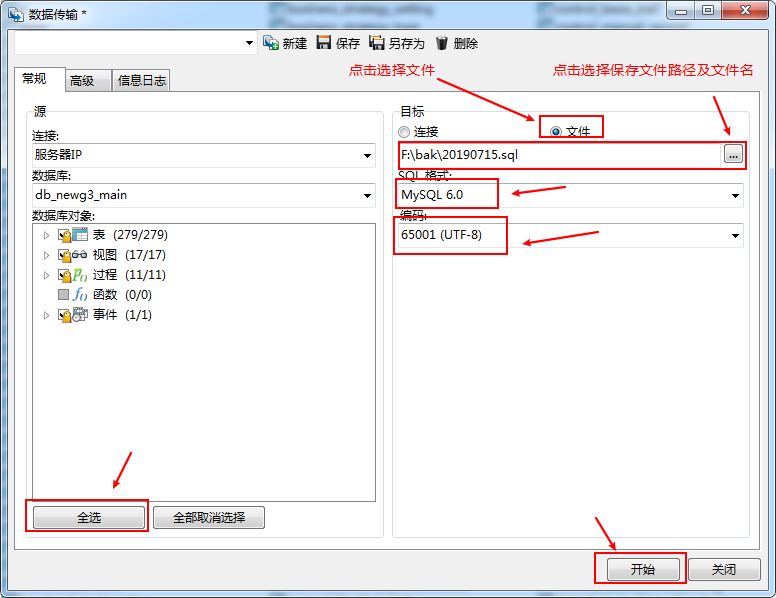 数据传输 *
新建 保存 另存为 删除
点击选择文件 点击选择保存文件路径及文件名
常规 高级 信息日志
源
连接:
服务器IP
数据库:
db_newg3_main
数据库对象:
表 (279/279)
视图 (17/17)
过程 (11/11)
函数 (0/0)
事件 (1/1)
全选 全部取消选择
目标
连接 文件
F:\bak\20190715.sql ...
SQL 格式:
MySQL 6.0
编码:
65001 (UTF-8)
开始 关闭